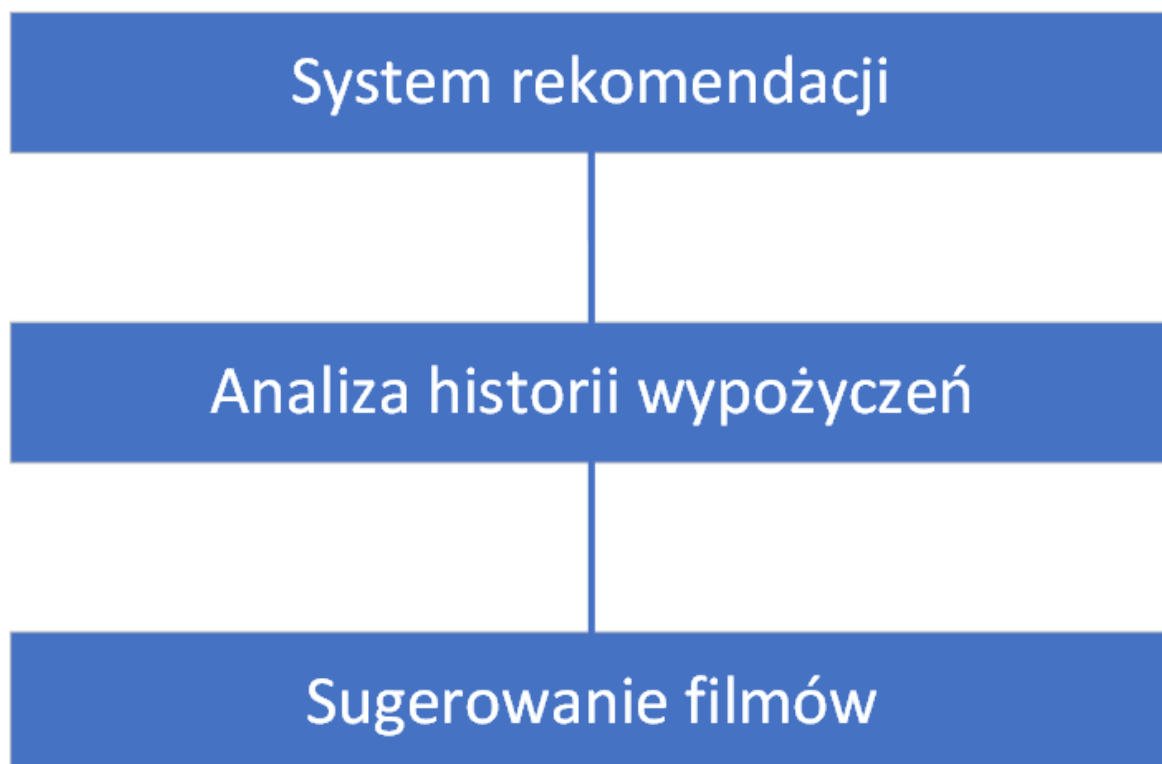 System rekomendacji
Analiza historii wypożyczeń
Sugerowanie filmów